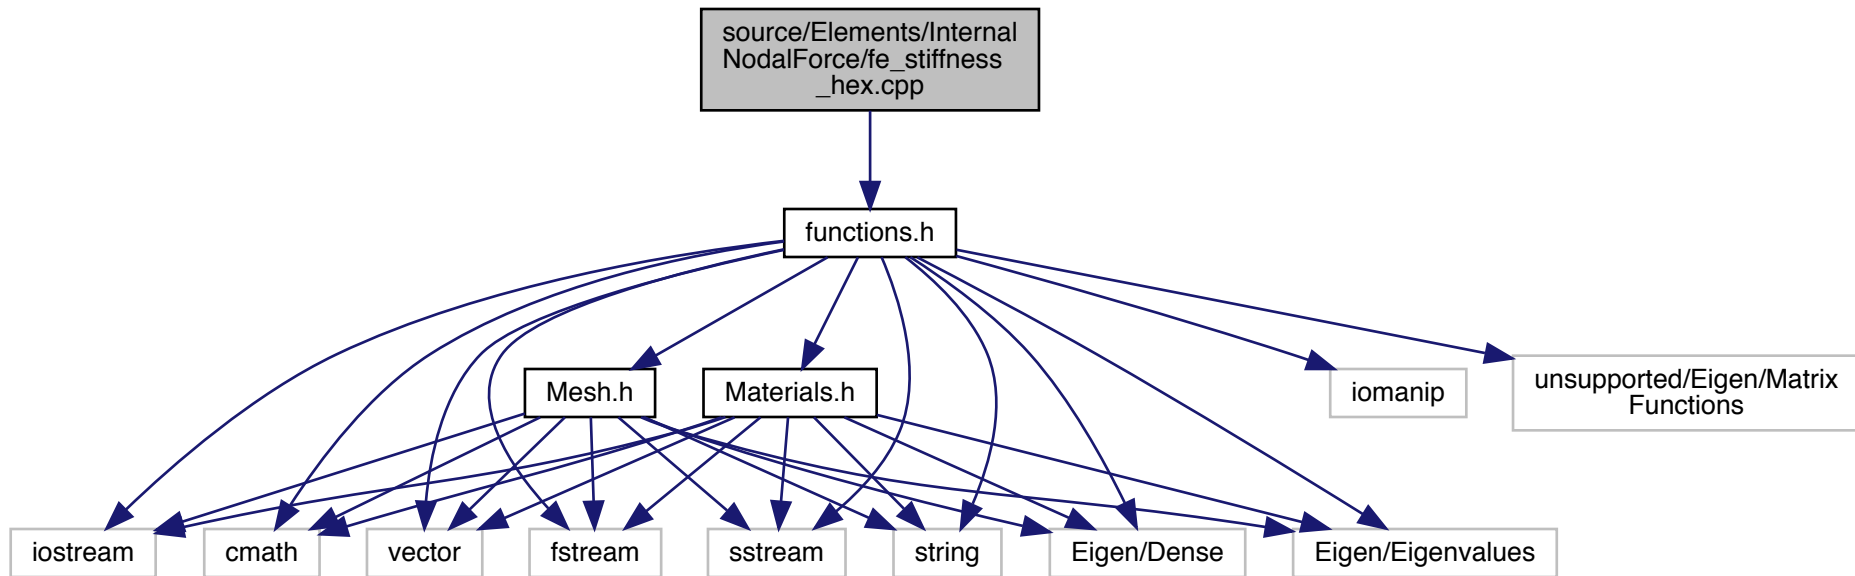 source/Elements/Internal
NodalForce/fe_stiffness
_hex.cpp
functions.h
Mesh.h
Materials.h
iomanip
unsupported/Eigen/Matrix
Functions
iostream
cmath
vector
fstream
sstream
string
Eigen/Dense
Eigen/Eigenvalues